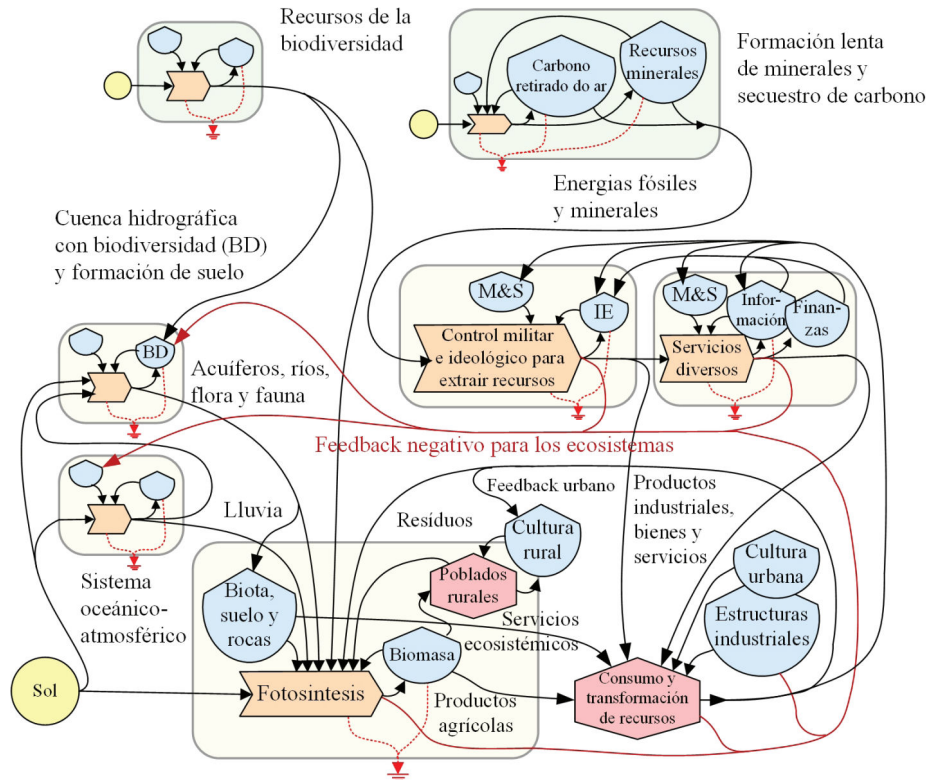 Recursos de la
biodiversidad
Carbono
retirado do ar
Recursos
minerales
Formación lenta
de minerales y
secuestro de carbono
Energias fósiles
y minerales
Cuenca hidrográfica
con biodiversidad (BD)
y formación de suelo
M&S
IE
Control militar
e ideológico para
extrair recursos
M&S
Infor-
mación
Finan-
zas
Servicios
diversos
BD
Acuíferos, ríos,
flora y fauna
Feedback negativo para los ecosistemas
Lluvia
Sistema
oceánico-
atmosférico
Resíduos
Feedback urbano
Cultura
rural
Poblados
rurales
Productos
industriales,
bienes y
servicios
Cultura
urbana
Estructuras
industriales
Biota,
suelo y
rocas
Servicios
ecosistémicos
Biomasa
Sol
Fotosintesis
Productos
agrícolas
Consumo y
transformación
de recursos